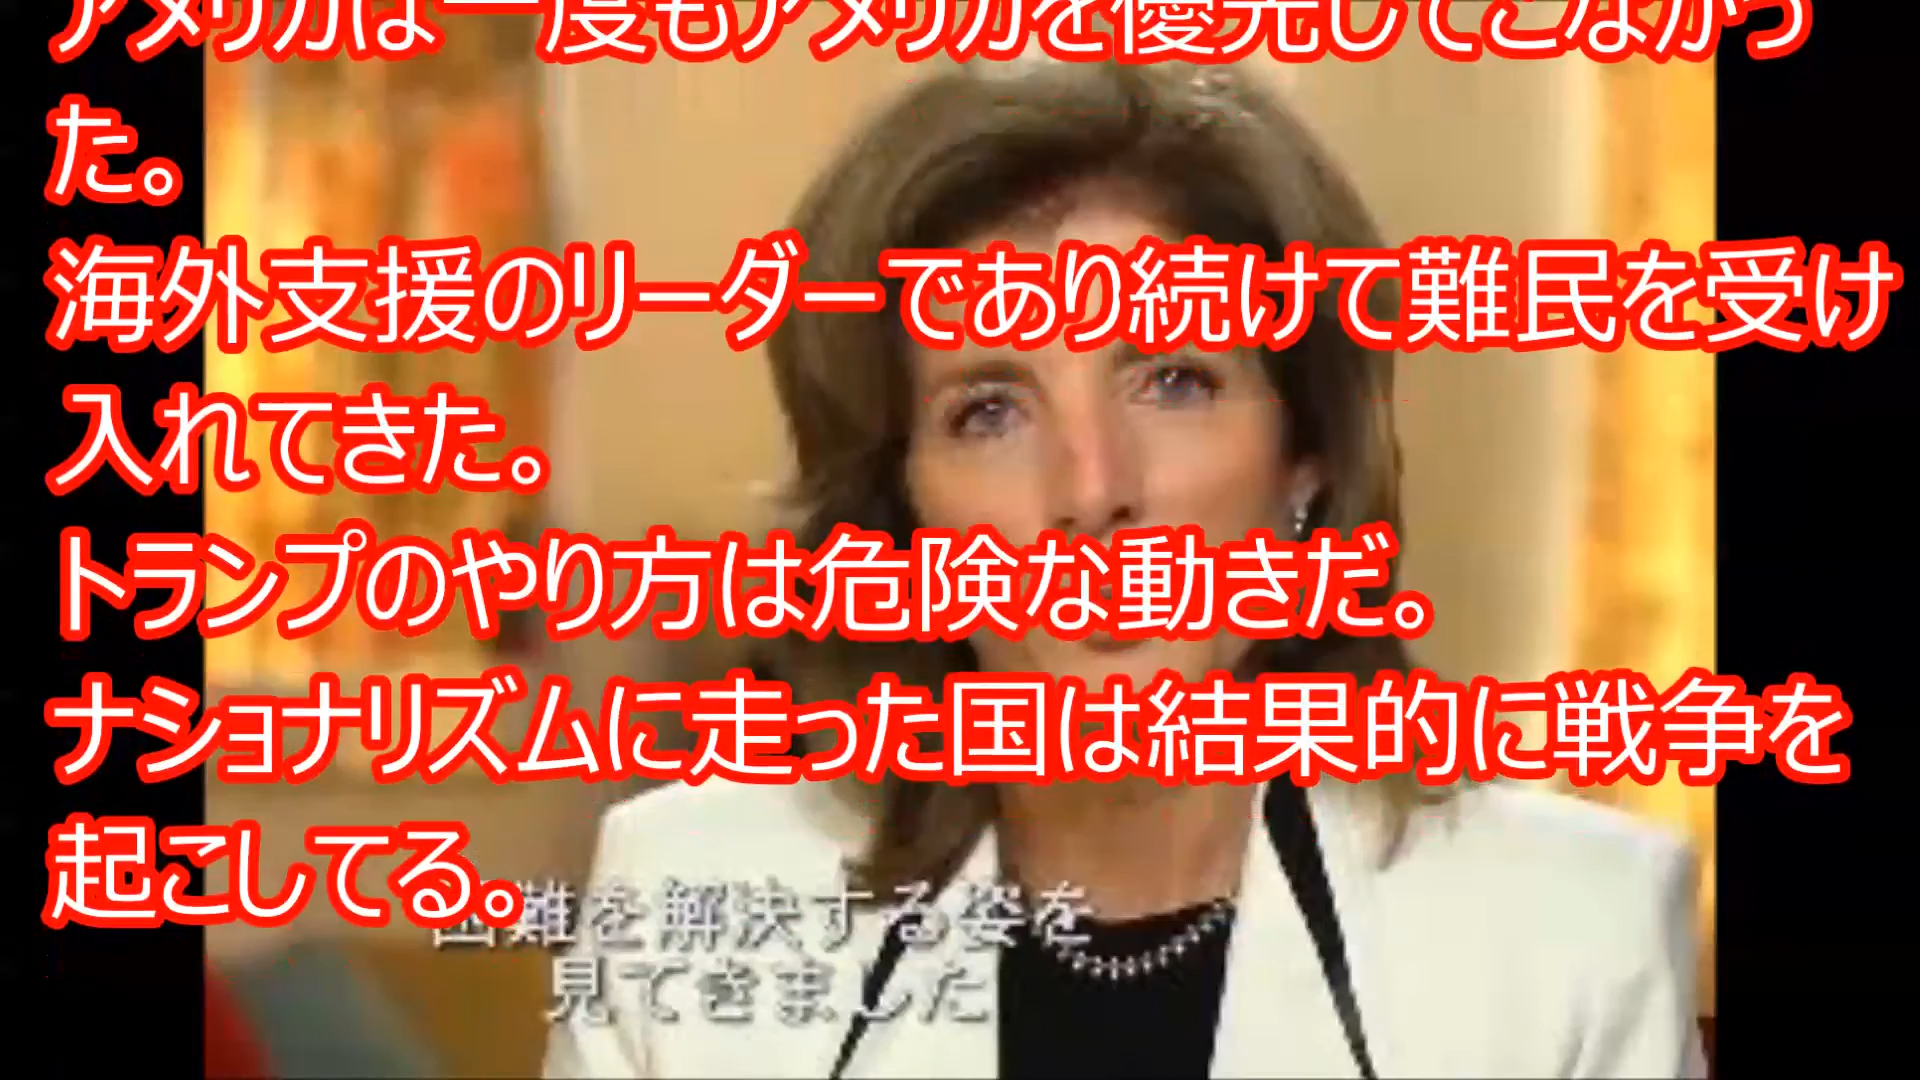 アメリカは一度もアメリカを優先してこなかっ
た。
海外支援のリーダーであり続けて難民を受け
入れてきた。
トランプのやり方は危険な動きだ。
ナショナリズムに走った国は結果的に戦争を
起こしてる。
困難を解決する姿を
見てきました